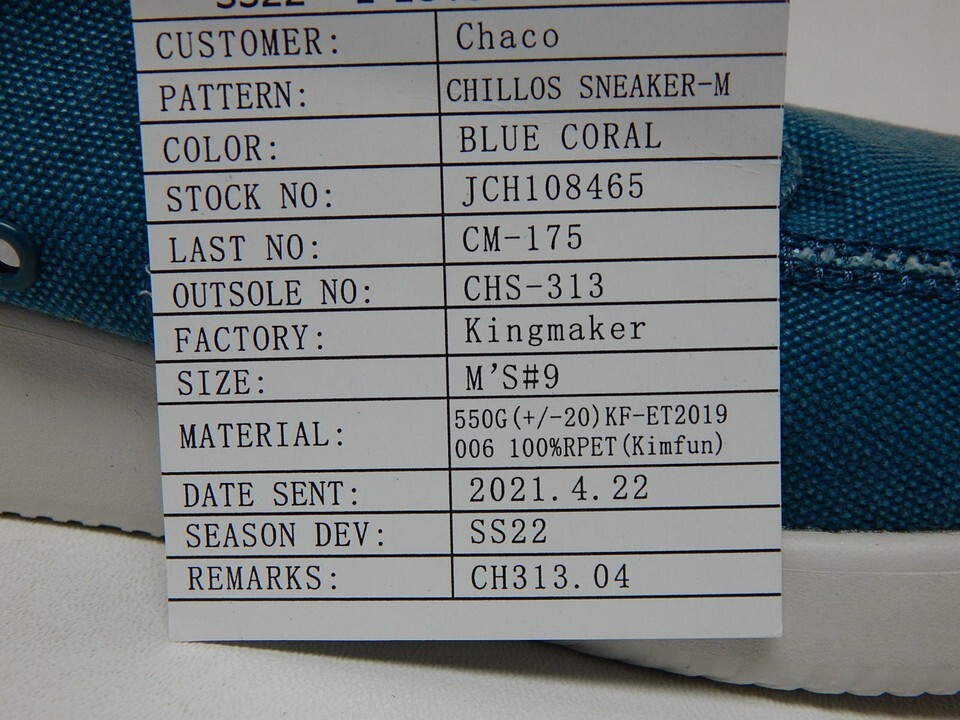 SS22
CUSTOMER: Chaco
PATTERN: CHILLOS SNEAKER-M
COLOR: BLUE CORAL
STOCK NO: JCH108465
LAST NO: CM-175
OUTSOLE NO: CHS-313
FACTORY: Kingmaker
SIZE: M'S#9
MATERIAL: 550G(+/-20)KF-ET2019
006 100%RPET(Kimfun)
DATE SENT: 2021.4.22
SEASON DEV: SS22
REMARKS: CH313.04